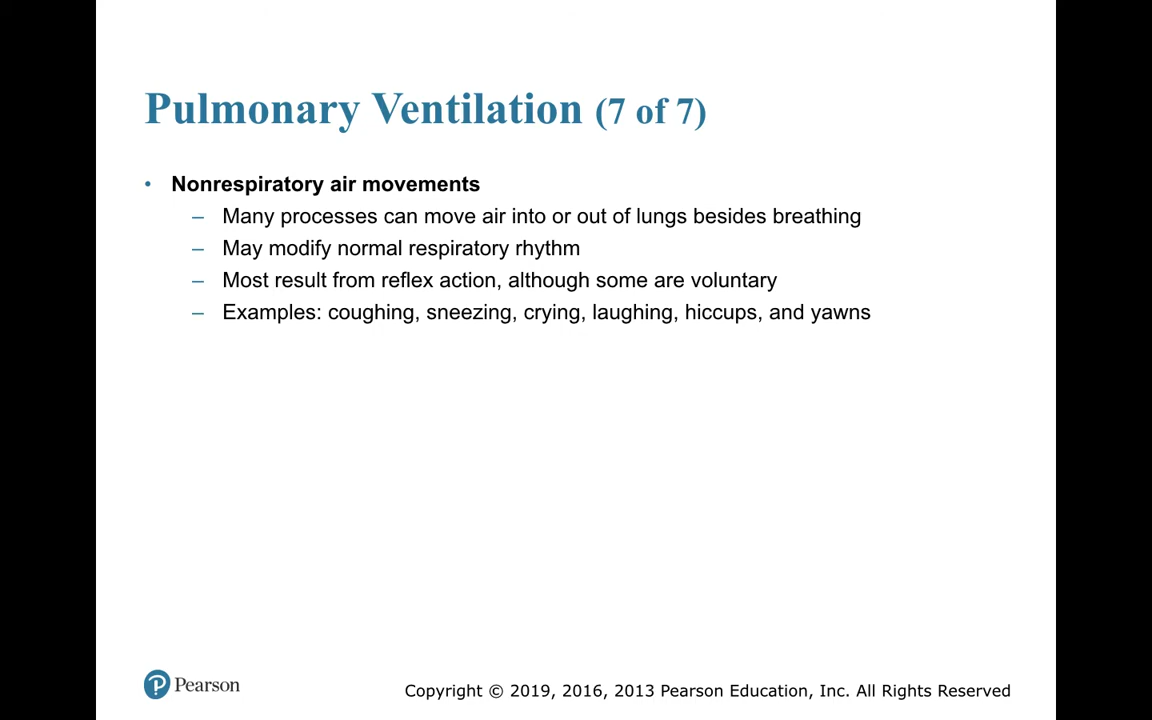 Pulmonary Ventilation (7 of 7)
• Nonrespiratory air movements
– Many processes can move air into or out of lungs besides breathing
– May modify normal respiratory rhythm
– Most result from reflex action, although some are voluntary
– Examples: coughing, sneezing, crying, laughing, hiccups, and yawns
Pearson
Copyright © 2019, 2016, 2013 Pearson Education, Inc. All Rights Reserved